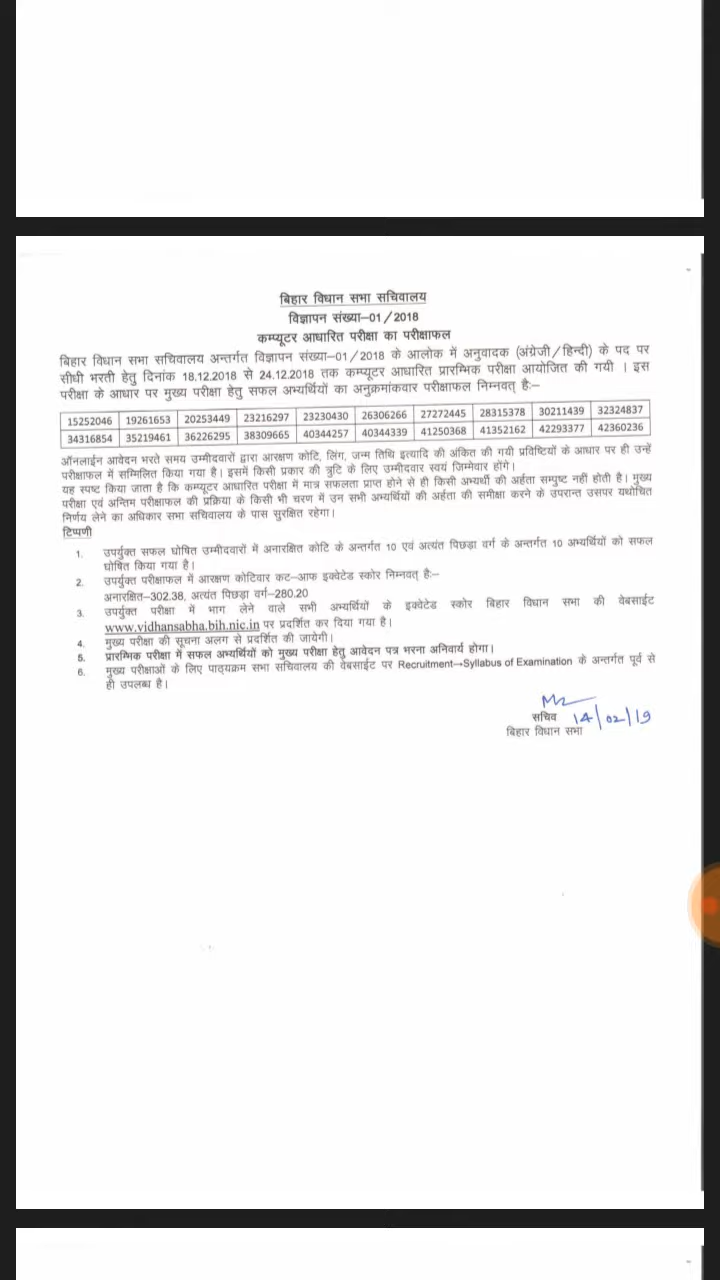 बिहार विधान सभा सचिवालय
विज्ञापन संख्या–01/2018
कम्प्यूटर आधारित परीक्षा का परीक्षाफल
बिहार विधान सभा सचिवालय अन्तर्गत विज्ञापन संख्या–01/2018 के आलोक में अनुवादक (अंग्रेजी/हिन्दी) के पद पर
सीधी भर्ती हेतु दिनांक 18.12.2018 से 24.12.2018 तक कम्प्यूटर आधारित प्रारम्भिक परीक्षा आयोजित की गयी । इस
परीक्षा के आधार पर मुख्य परीक्षा हेतु सफल अभ्यर्थियों का अनुक्रमांकवार परीक्षाफल निम्नवत् है:–
15252046 19261653 20253449 23216297 23230430 26306266 27272445 28315378 30211439 32324837
34316854 35219461 36226295 38309665 40344257 40344339 41250368 41352162 42293377 42360236
ऑनलाईन आवेदन भरते समय उम्मीदवारों द्वारा आरक्षण कोटि, लिंग, जन्म तिथि इत्यादि की अंकित की गयी प्रविष्टियों के आधार पर ही उन्हें
परीक्षाफल में सम्मिलित किया गया है। इसमें किसी प्रकार की त्रुटि के लिए उम्मीदवार स्वयं जिम्मेवार होंगे।
यह स्पष्ट किया जाता है कि कम्प्यूटर आधारित परीक्षा में मात्र सफलता प्राप्त होने से ही किसी अभ्यर्थी की अर्हता सम्पुष्ट नहीं होती है। मुख्य
परीक्षा एवं अन्तिम परीक्षाफल की प्रक्रिया के किसी भी चरण में उन सभी अभ्यर्थियों की अर्हता की समीक्षा करने के उपरान्त उसपर यथोचित
निर्णय लेने का अधिकार सभा सचिवालय के पास सुरक्षित रहेगा।
टिप्पणी
1. उपर्युक्त सफल घोषित उम्मीदवारों में अनारक्षित कोटि के अन्तर्गत 10 एवं अत्यंत पिछड़ा वर्ग के अन्तर्गत 10 अभ्यर्थियों को सफल
घोषित किया गया है।
2. उपर्युक्त परीक्षाफल में आरक्षण कोटिवार कट–आफ इक्वेटेड स्कोर निम्नवत् है:–
अनारक्षित–302.38, अत्यंत पिछड़ा वर्ग–280.20
3. उपर्युक्त परीक्षा में भाग लेने वाले सभी अभ्यर्थियों के इक्वेटेड स्कोर बिहार विधान सभा की वेबसाईट
www.vidhansabha.bih.nic.in पर प्रदर्शित कर दिया गया है।
4. मुख्य परीक्षा की सूचना अलग से प्रदर्शित की जायेगी।
5. प्रारम्भिक परीक्षा में सफल अभ्यर्थियों को मुख्य परीक्षा हेतु आवेदन पत्र भरना अनिवार्य होगा।
6. मुख्य परीक्षाओं के लिए पाठ्यक्रम सभा सचिवालय की वेबसाईट पर Recruitment→Syllabus of Examination के अन्तर्गत पूर्व से
ही उपलब्ध है।
सचिव 14/02/19
बिहार विधान सभा